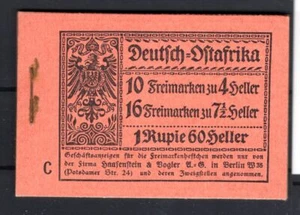 Deutsch-Ostafrika
10 Freimarken zu 4 Heller
16 Freimarken zu 7½ Heller
1 Rupie 60 Heller
C
Geschäftsanzeigen für die Freimarkenheftchen werden nur von
der Firma Haasenstein & Vogler A.-G. in Berlin W 35
(Potsdamer Str. 24) und deren Zweigstellen angenommen.